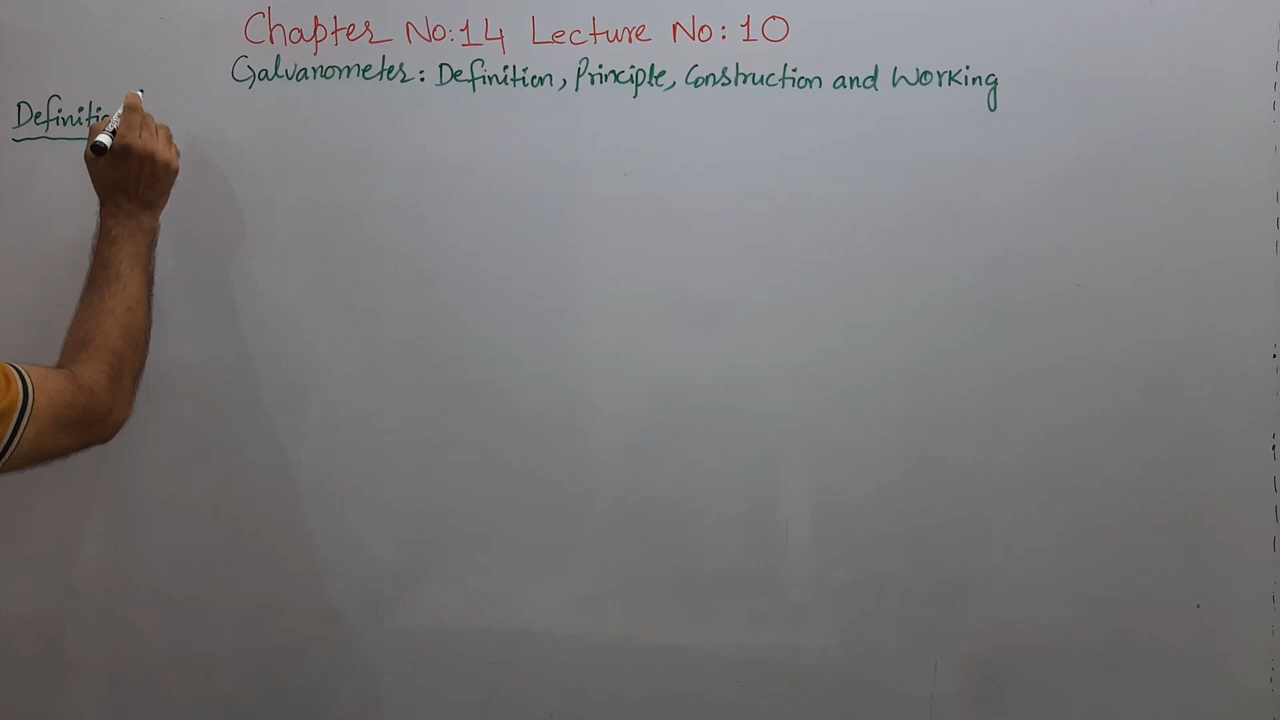 Chapter No:14 Lecture No:10
Galvanometer: Definition, Principle, Construction and Working